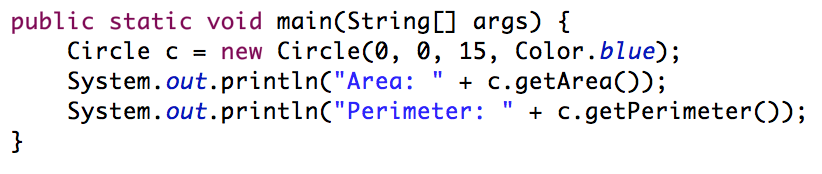 public static void main(String[] args) {
    Circle c = new Circle(0, 0, 15, Color.blue);
    System.out.println("Area: " + c.getArea());
    System.out.println("Perimeter: " + c.getPerimeter());
}